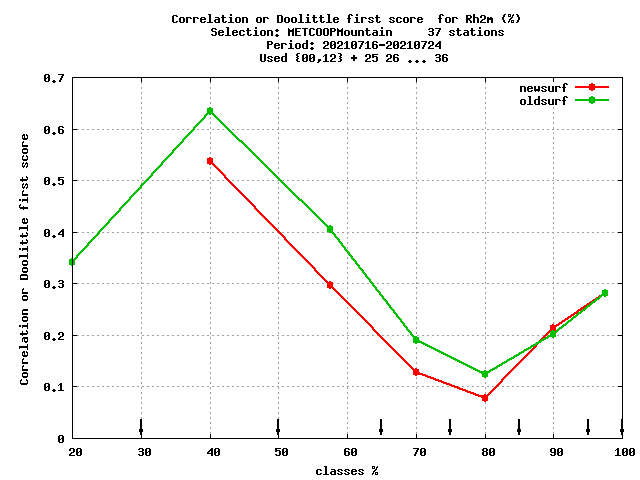 Correlation or Doolittle first score  for Rh2m (%)
Selection: METCOOPMountain     37 stations
Period: 20210716-20210724
Used {00,12} + 25 26 ... 36
newsurf
oldsurf
Correlation or Doolittle first score
0.7
0.6
0.5
0.4
0.3
0.2
0.1
0
20 30 40 50 60 70 80 90 100
classes %